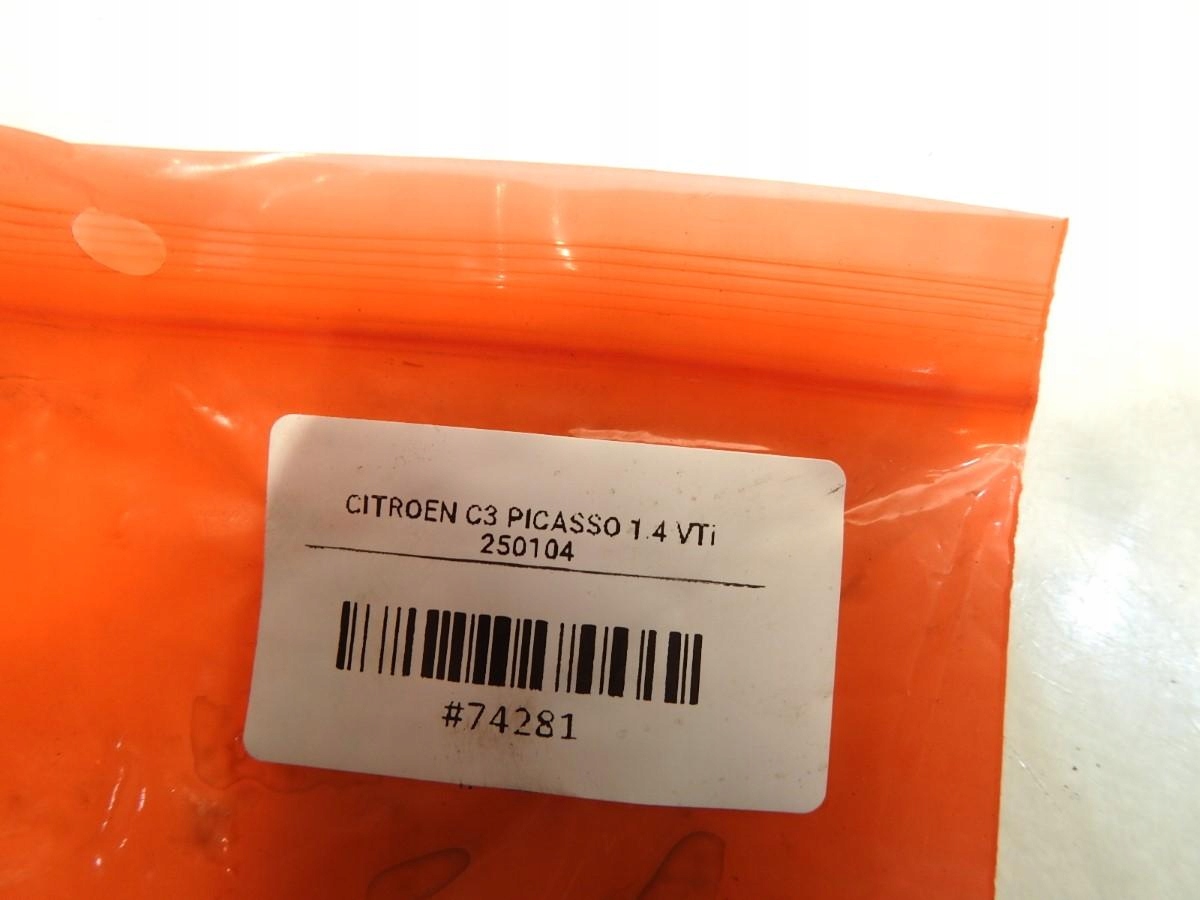 CITROEN C3 PICASSO 1.4 VTi
250104
#74281